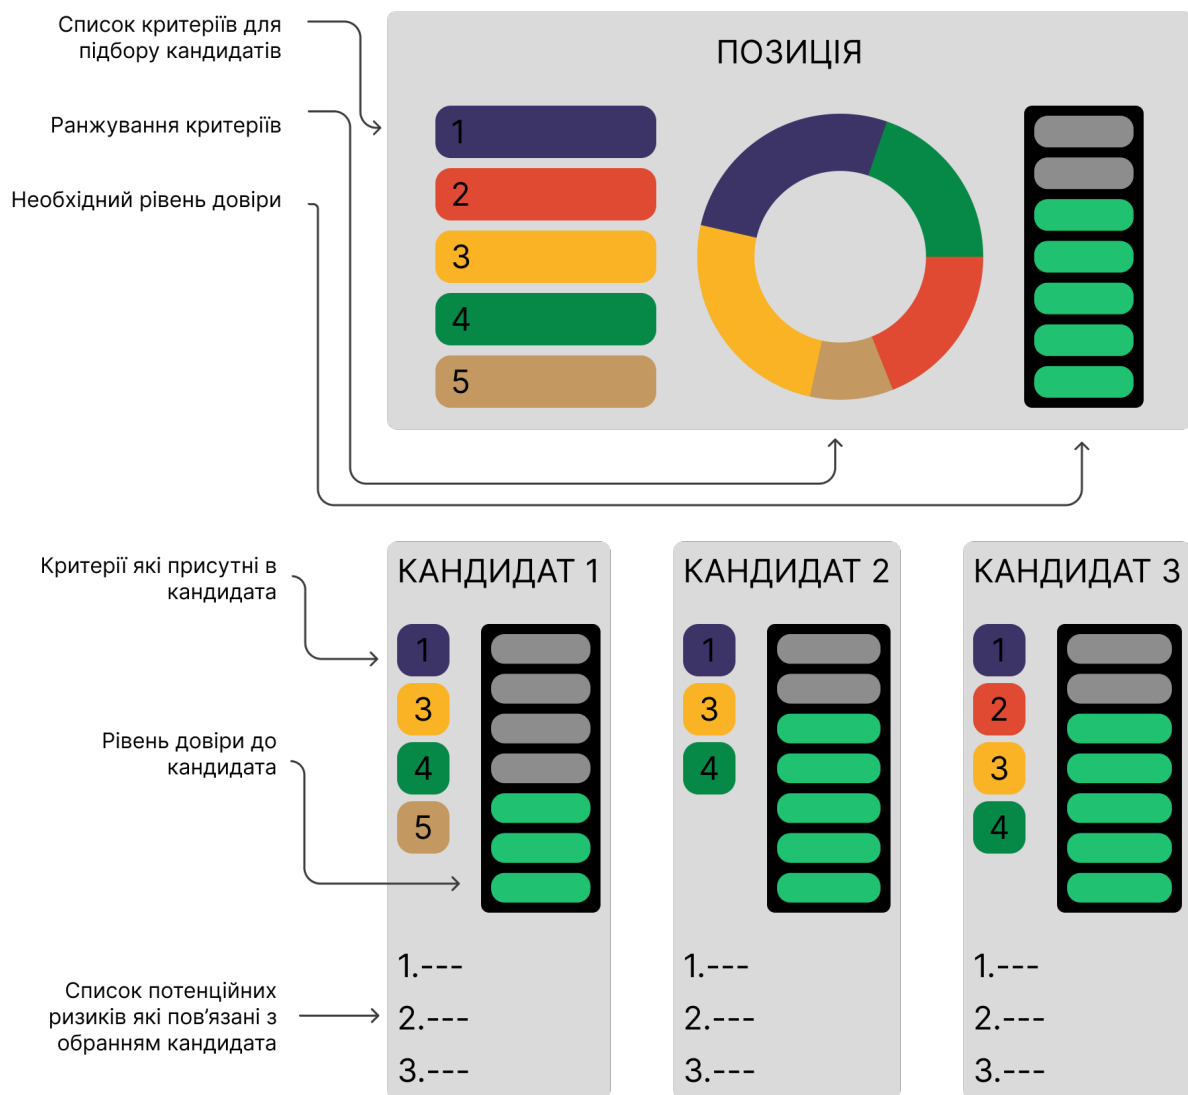 Список критеріїв для
підбору кандидатів
Ранжування критеріїв
Необхідний рівень довіри
ПОЗИЦІЯ
1
2
3
4
5
Критерії які присутні в
кандидата
Рівень довіри до
кандидата
Список потенційних
ризиків які пов’язані з
обранням кандидата
КАНДИДАТ 1
1
3
4
5
1.---
2.---
3.---
КАНДИДАТ 2
1
3
4
1.---
2.---
3.---
КАНДИДАТ 3
1
2
3
4
1.---
2.---
3.---